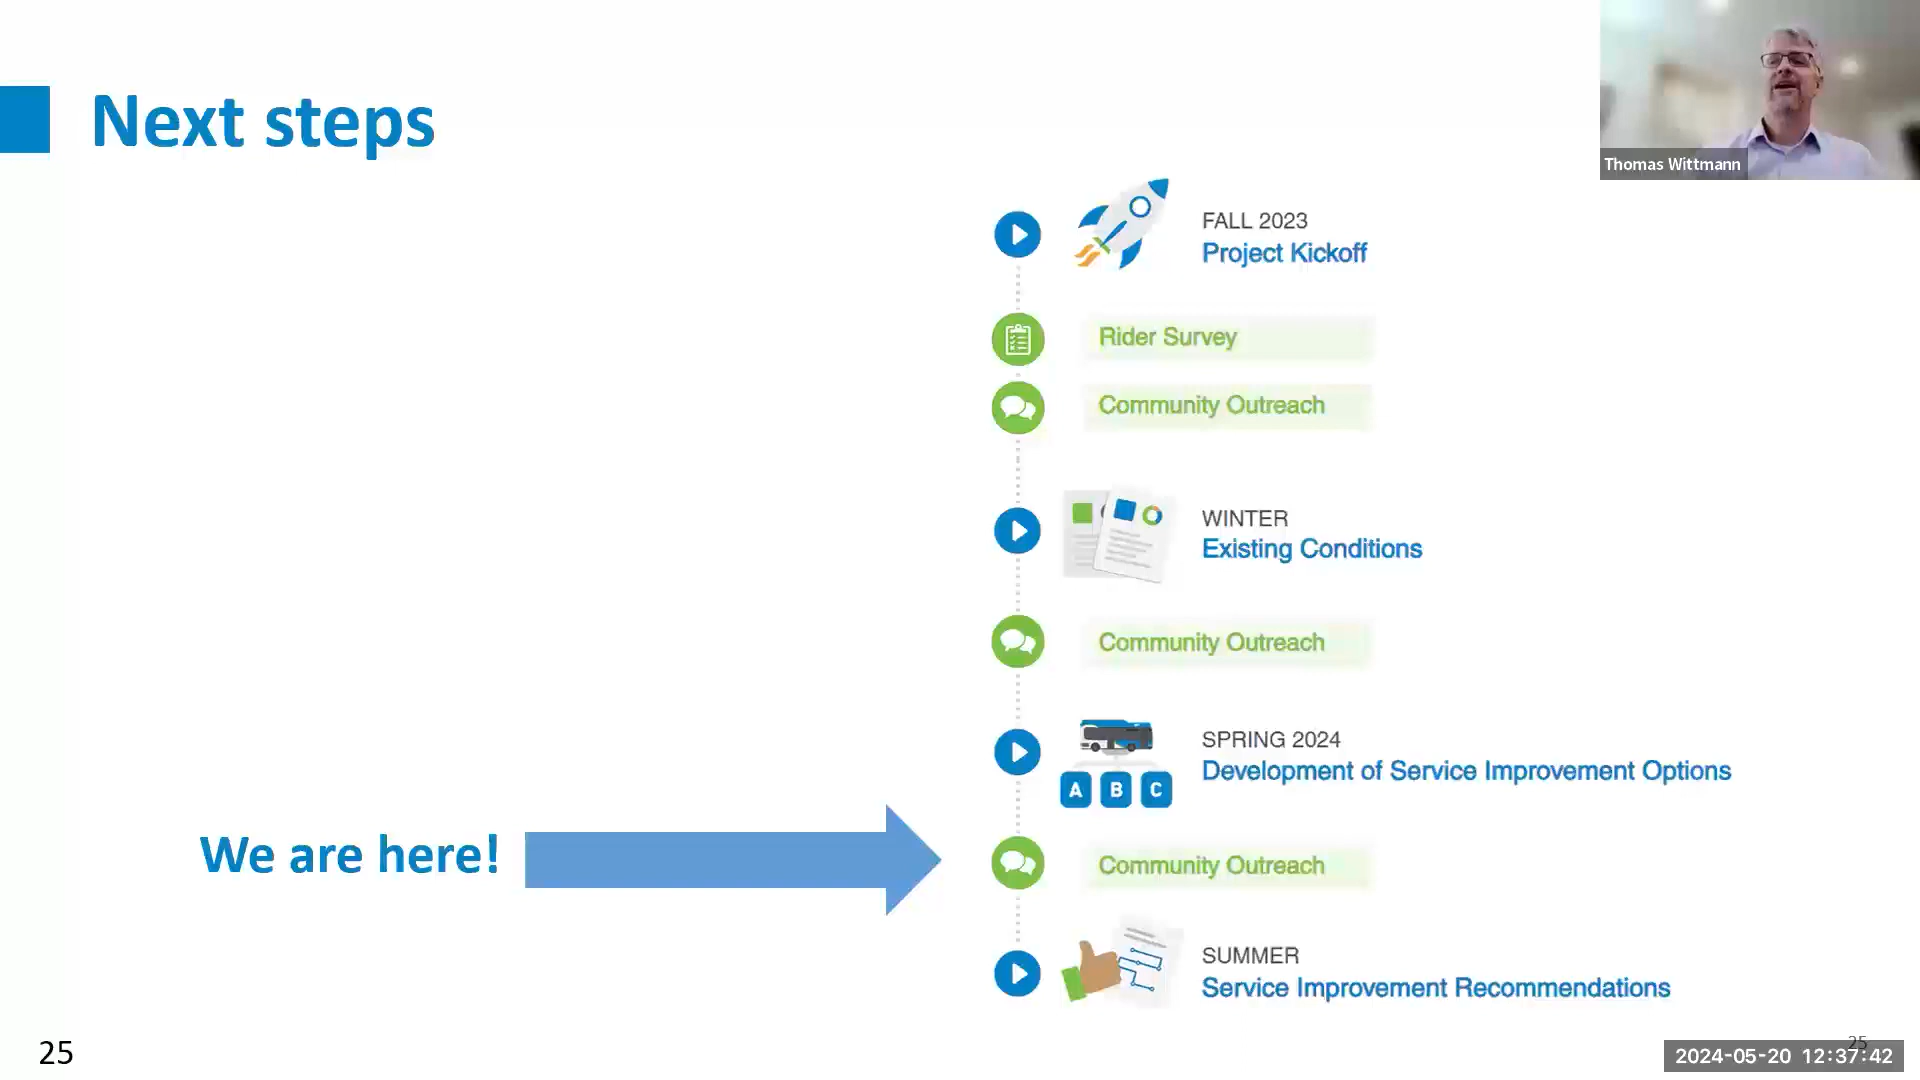 Next steps
Thomas Wittmann
FALL 2023
Project Kickoff
Rider Survey
Community Outreach
WINTER
Existing Conditions
Community Outreach
SPRING 2024
Development of Service Improvement Options
A B C
We are here!
Community Outreach
SUMMER
Service Improvement Recommendations
25
25
2024-05-20 12:37:42